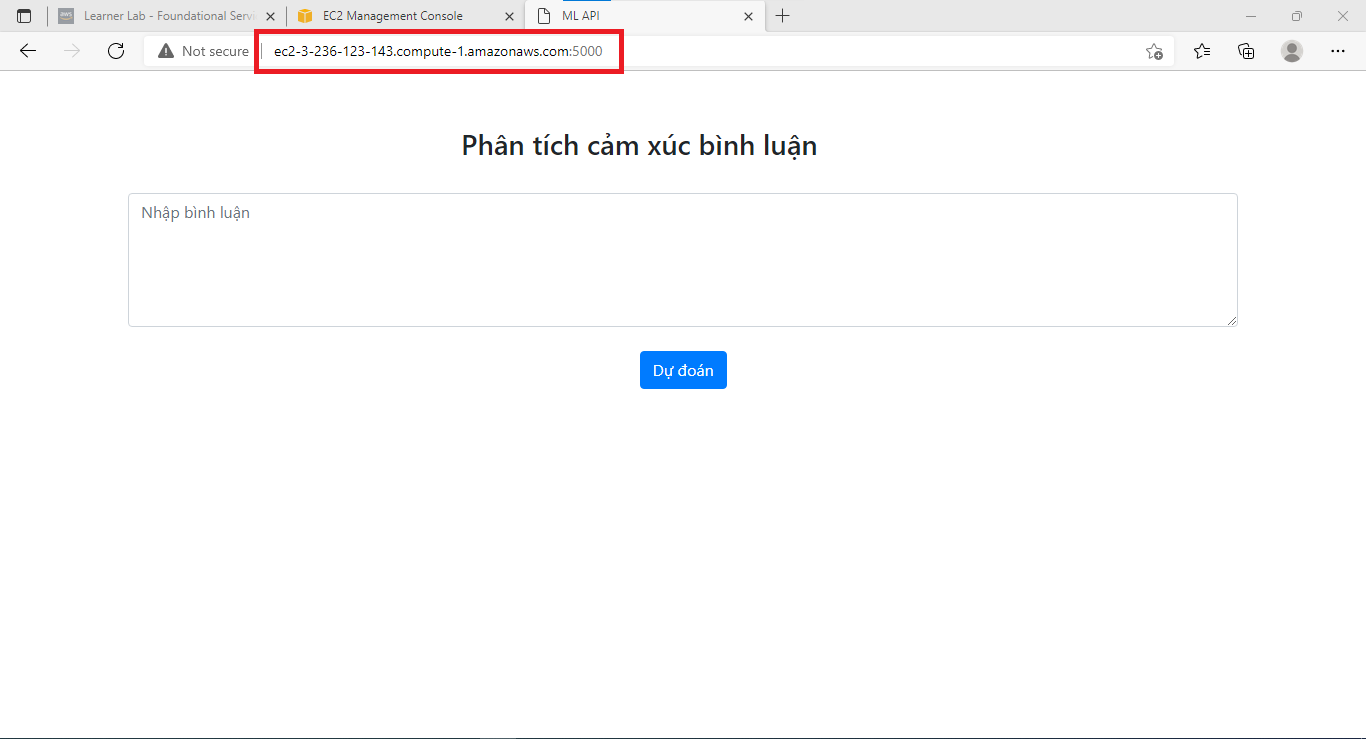 aws Learner Lab - Foundational Servi
EC2 Management Console
ML API
Not secure ec2-3-236-123-143.compute-1.amazonaws.com:5000
Phân tích cảm xúc bình luận
Nhập bình luận
Dự đoán